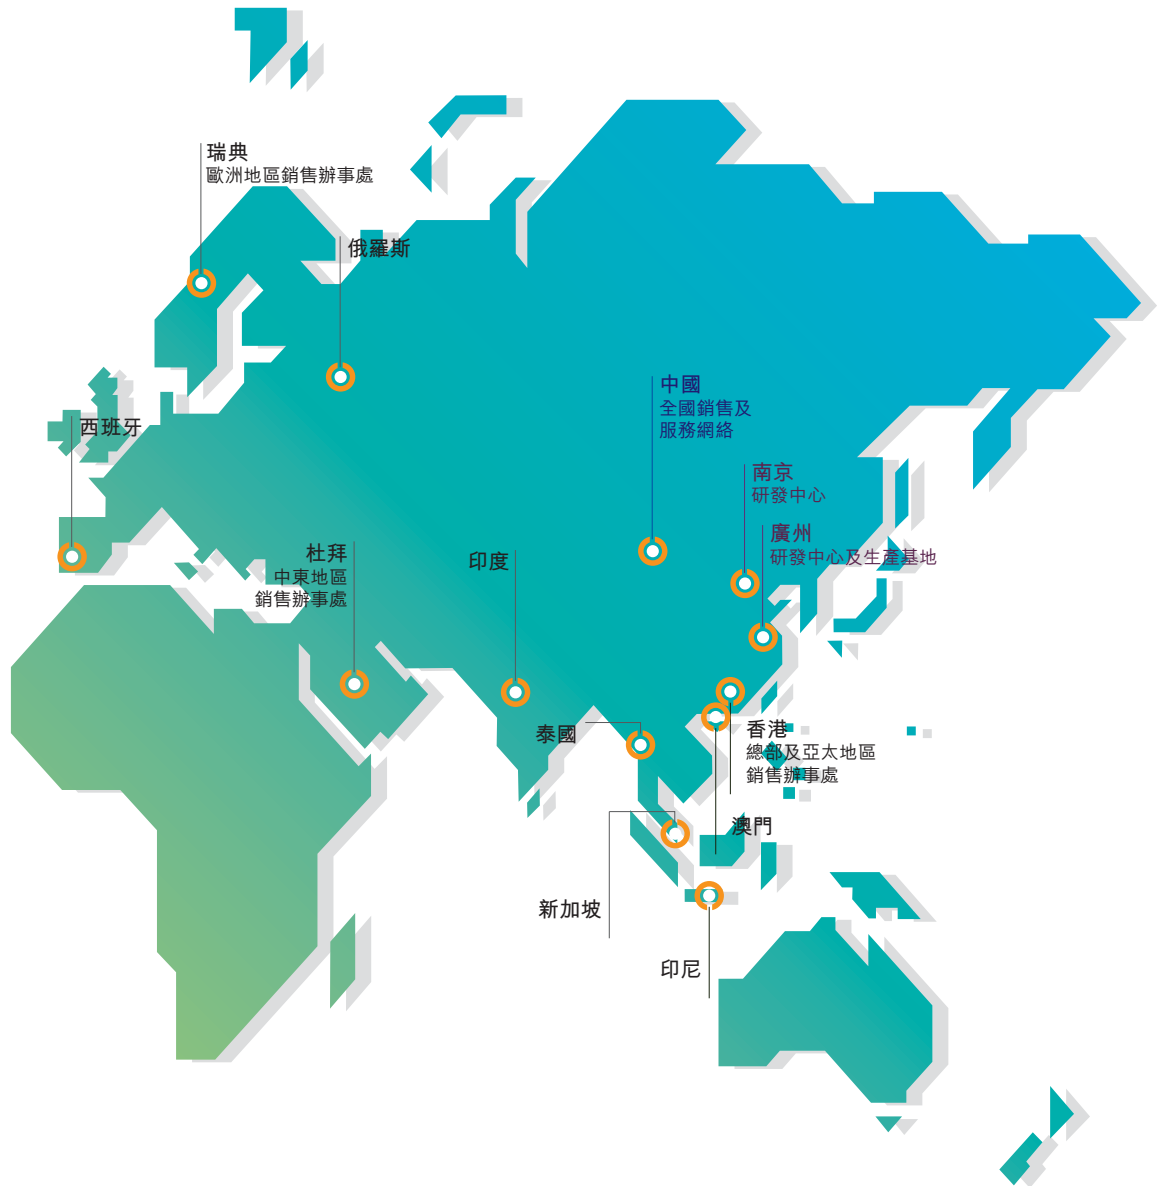 瑞典
歐洲地區銷售辦事處
俄羅斯
西班牙
中國
全國銷售及
服務網絡
南京
研發中心
廣州
研發中心及生產基地
杜拜
中東地區
銷售辦事處
印度
泰國
香港
總部及亞太地區
銷售辦事處
澳門
新加坡
印尼